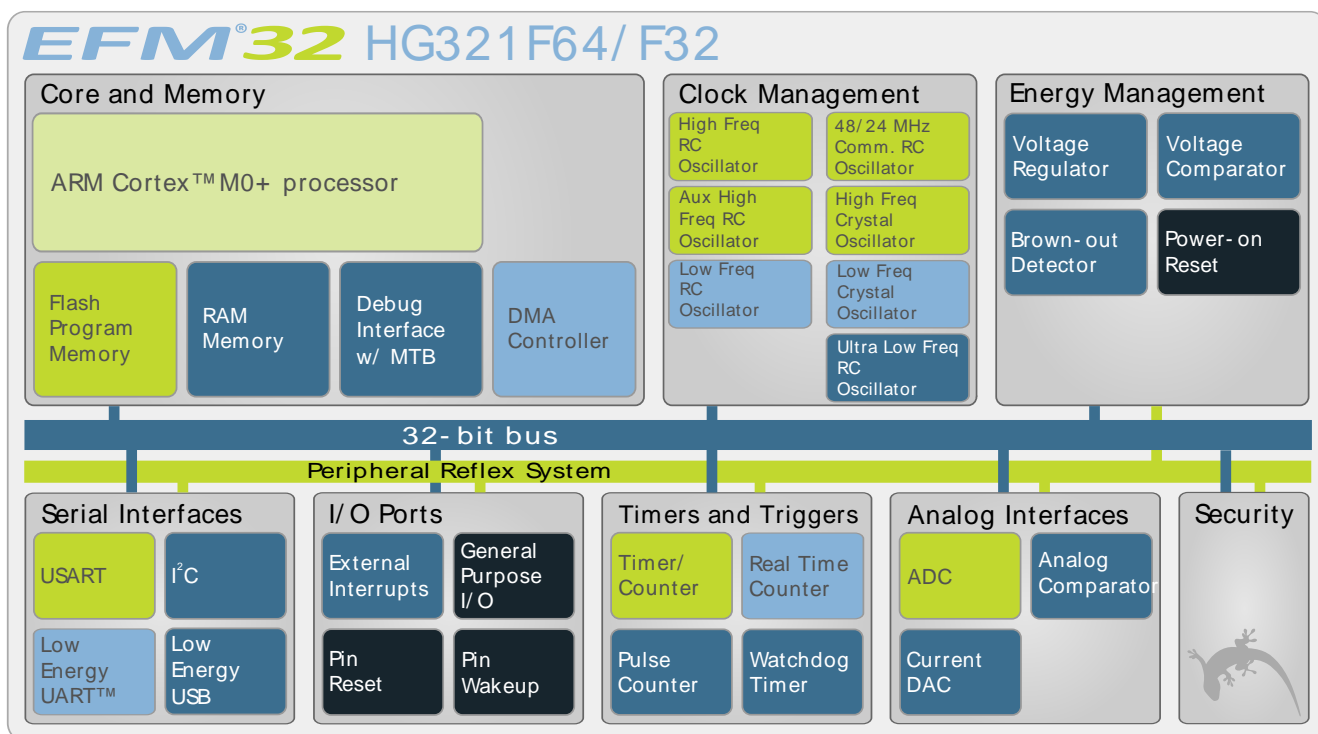 EFM®32 HG321F64/F32
Core and Memory
ARM Cortex™ M0+ processor
Flash
Program
Memory
RAM
Memory
Debug
Interface
w/ MTB
DMA
Controller
Clock Management
High Freq
RC
Oscillator
48/24 MHz
Comm. RC
Oscillator
Aux High
Freq RC
Oscillator
High Freq
Crystal
Oscillator
Low Freq
RC
Oscillator
Low Freq
Crystal
Oscillator
Ultra Low Freq
RC
Oscillator
Energy Management
Voltage
Regulator
Voltage
Comparator
Brown-out
Detector
Power-on
Reset
32-bit bus
Peripheral Reflex System
Serial Interfaces
USART
I²C
Low
Energy
UART™
Low
Energy
USB
I/O Ports
External
Interrupts
General
Purpose
I/O
Pin
Reset
Pin
Wakeup
Timers and Triggers
Timer/
Counter
Real Time
Counter
Pulse
Counter
Watchdog
Timer
Analog Interfaces
ADC
Analog
Comparator
Current
DAC
Security